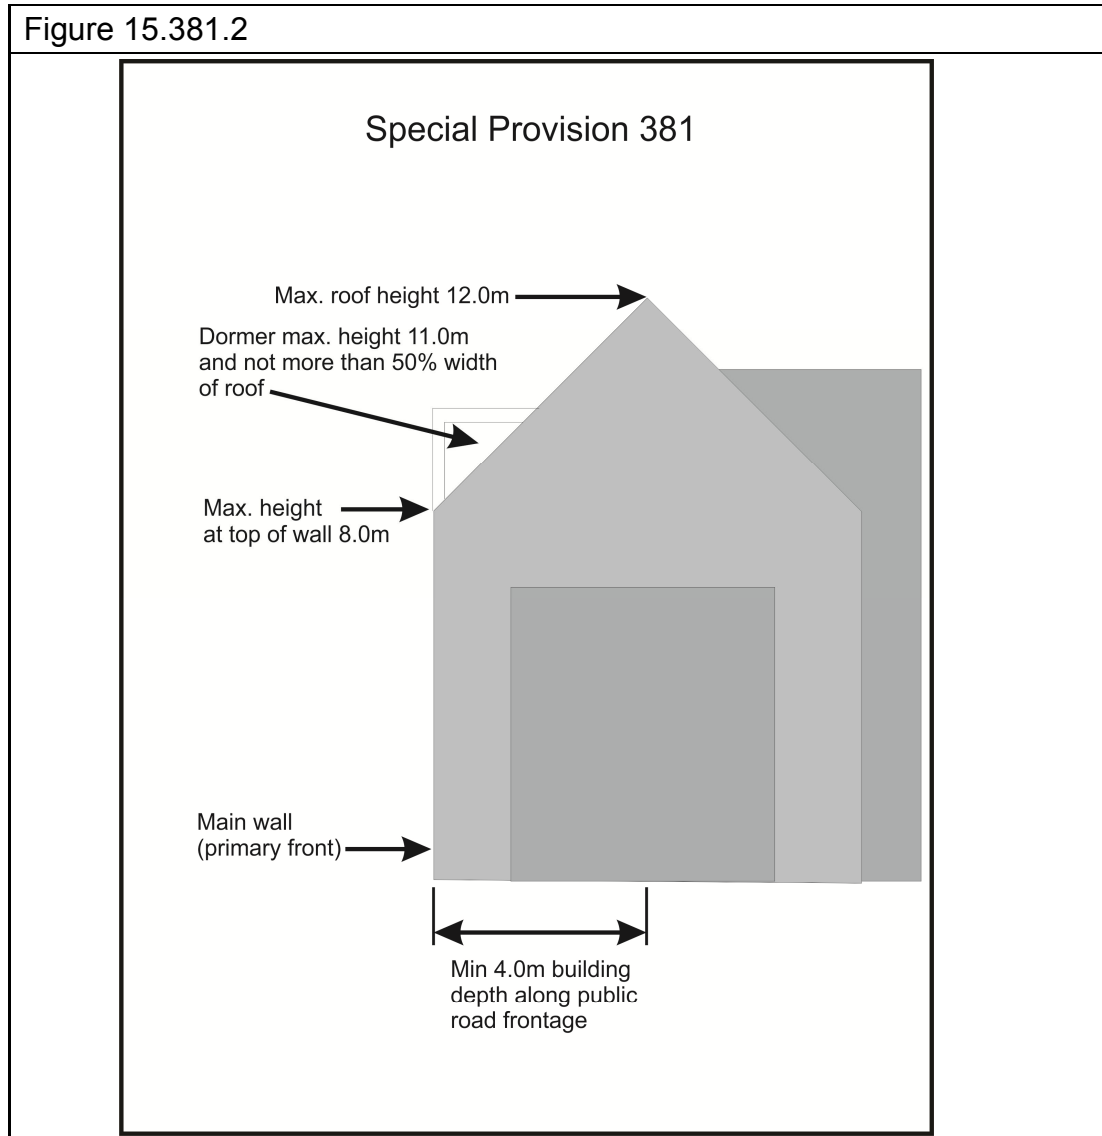 Figure 15.381.2
Special Provision 381
Max. roof height 12.0m
Dormer max. height 11.0m
and not more than 50% width
of roof
Max. height
at top of wall 8.0m
Main wall
(primary front)
Min 4.0m building
depth along public
road frontage